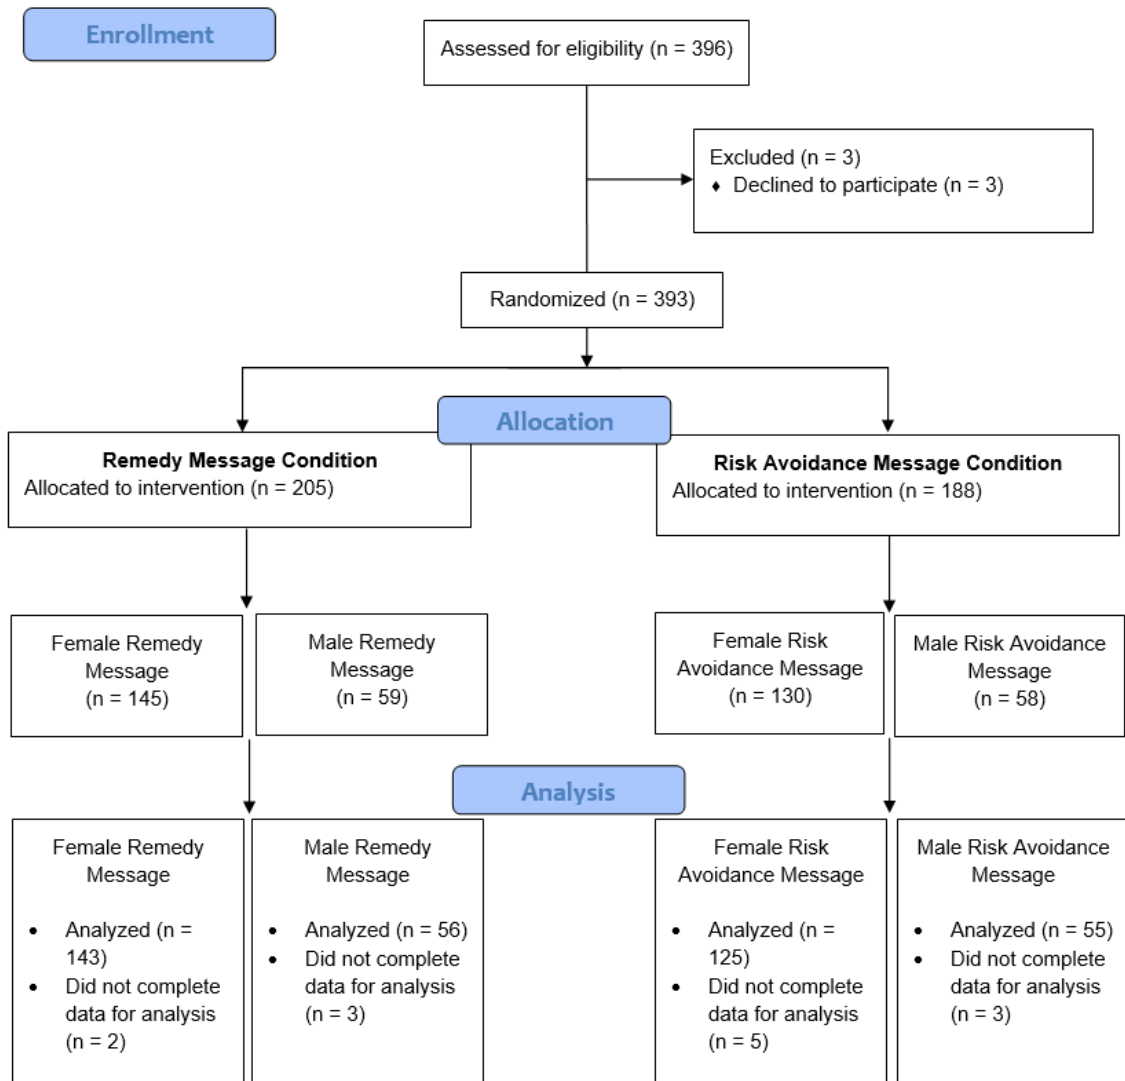 Enrollment
Assessed for eligibility (n = 396)
Excluded (n = 3)
♦ Declined to participate (n = 3)
Randomized (n = 393)
Allocation
Remedy Message Condition
Allocated to intervention (n = 205)
Risk Avoidance Message Condition
Allocated to intervention (n = 188)
Female Remedy
Message
(n = 145)
Male Remedy
Message
(n = 59)
Female Risk
Avoidance Message
(n = 130)
Male Risk Avoidance
Message
(n = 58)
Analysis
Female Remedy
Message
• Analyzed (n =
143)
• Did not complete
data for analysis
(n = 2)
Male Remedy
Message
• Analyzed (n = 56)
• Did not complete
data for analysis
(n = 3)
Female Risk
Avoidance Message
• Analyzed (n =
125)
• Did not complete
data for analysis
(n = 5)
Male Risk Avoidance
Message
• Analyzed (n = 55)
• Did not complete
data for analysis
(n = 3)